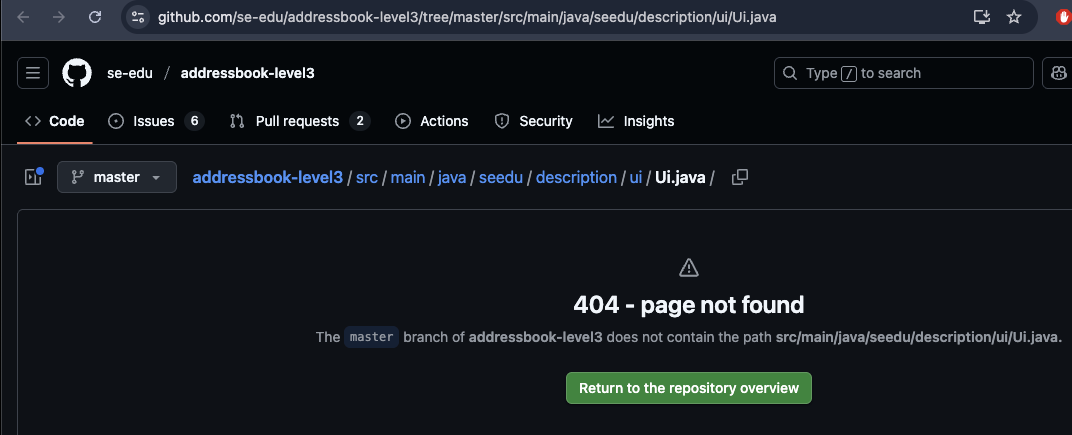 github.com/se-edu/addressbook-level3/tree/master/src/main/java/seedu/description/ui/Ui.java
se-edu / addressbook-level3
Type / to search
Code Issues 6 Pull requests 2 Actions Security Insights
master addressbook-level3 / src / main / java / seedu / description / ui / Ui.java /
404 - page not found
The master branch of addressbook-level3 does not contain the path src/main/java/seedu/description/ui/Ui.java.
Return to the repository overview